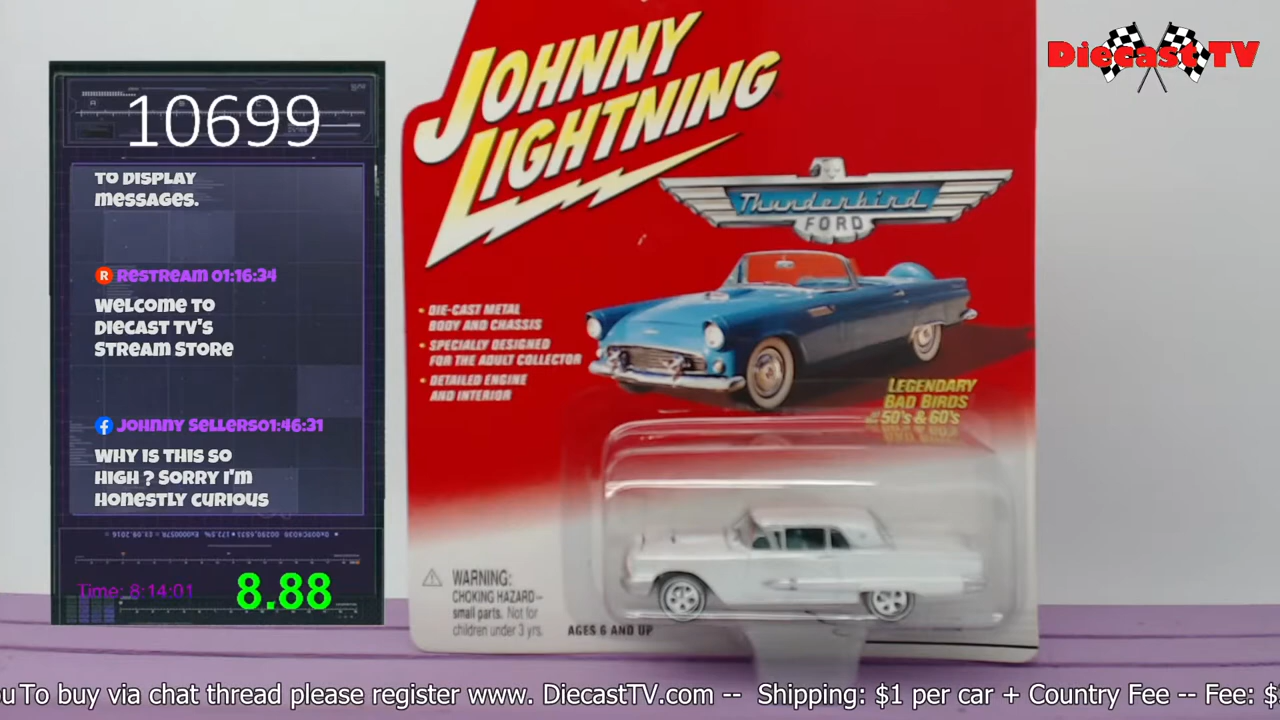 Diecast TV
10699
TO DISPLAY
MESSAGES.
R RESTREAM 01:16:34
WELCOME TO
DIECAST TV'S
STREAM STORE
JOHNNY SELLERS01:46:31
WHY IS THIS SO
HIGH ? SORRY I'M
HONESTLY CURIOUS
Time: 8:14:01
8.88
JOHNNY
LIGHTNING
Thunderbird
FORD
• DIE-CAST METAL
BODY AND CHASSIS
• SPECIALLY DESIGNED
FOR THE ADULT COLLECTOR
• DETAILED ENGINE
AND INTERIOR
LEGENDARY
BAD BIRDS
OF THE 50's & 60's
WARNING:
CHOKING HAZARD–
small parts. Not for
children under 3 yrs.
AGES 6 AND UP
To buy via chat thread please register www. DiecastTV.com -- Shipping: $1 per car + Country Fee -- Fee: